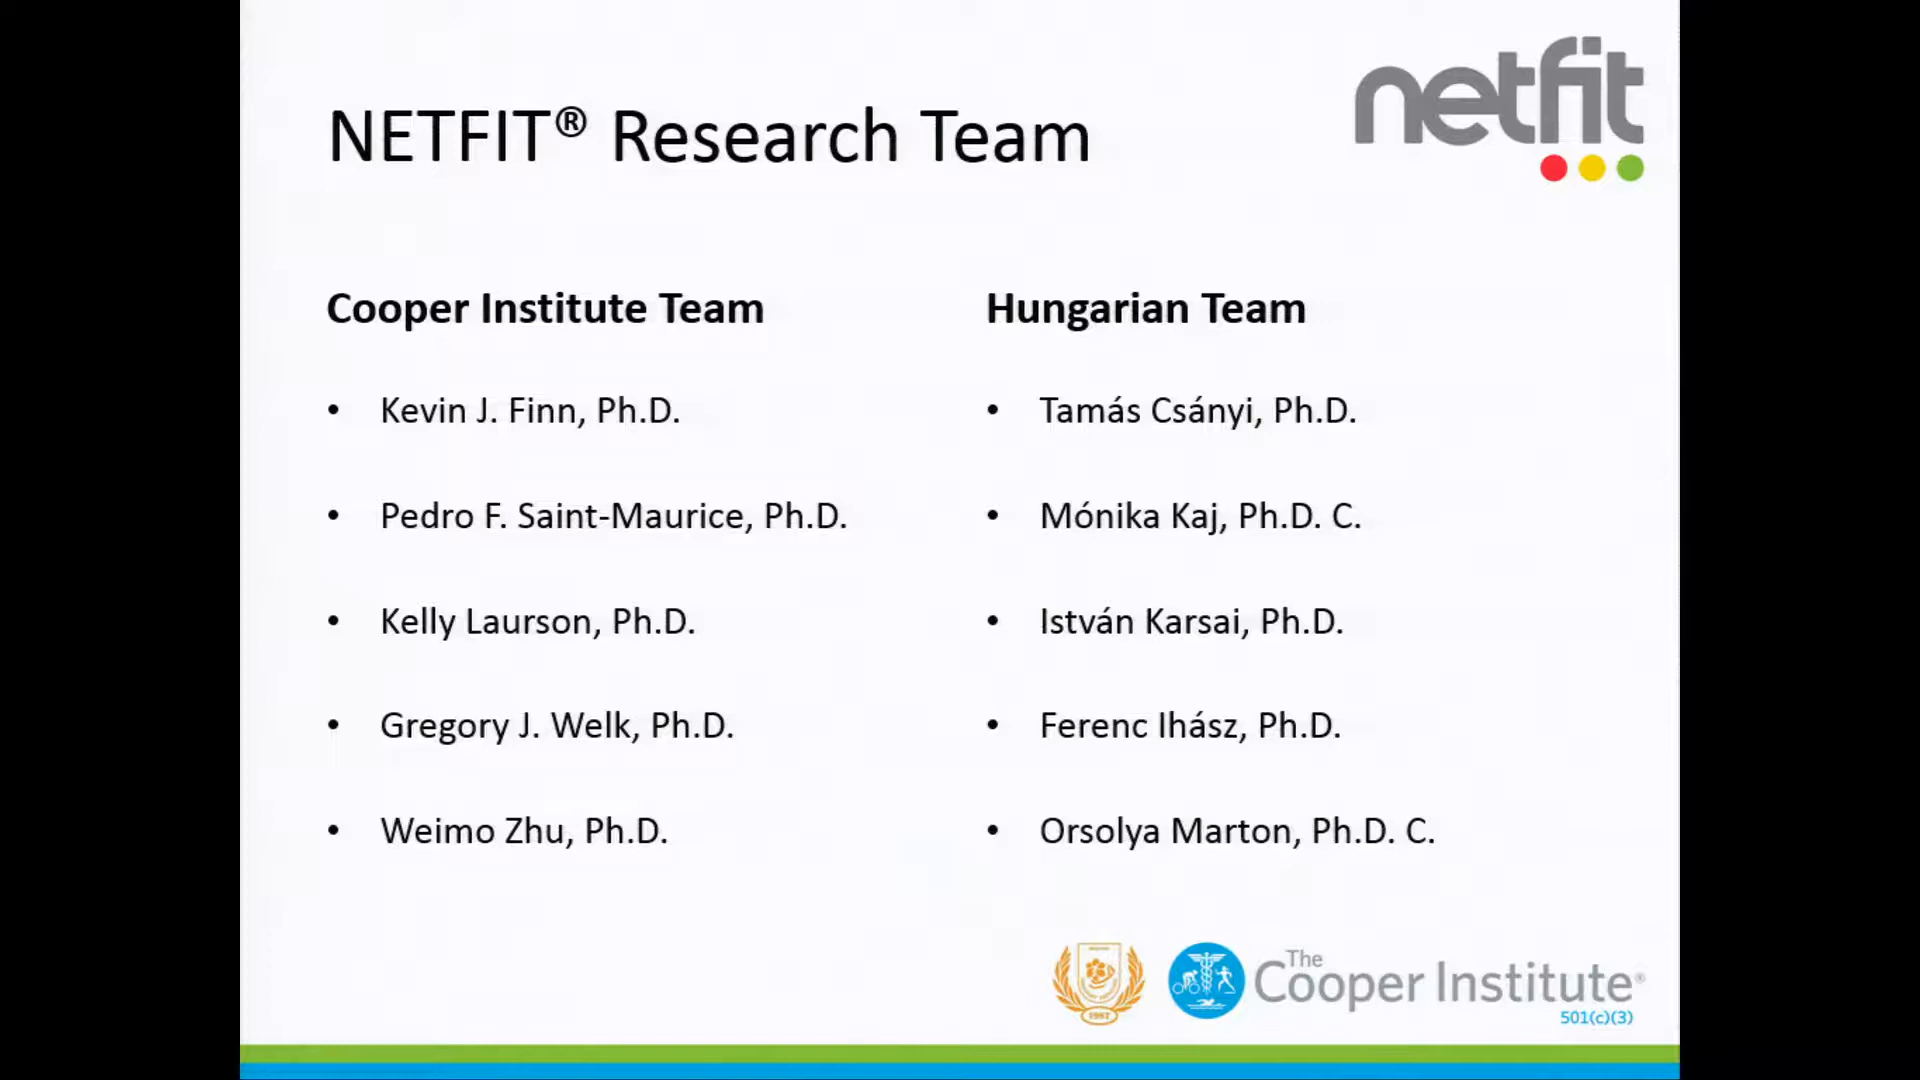 netfit
NETFIT® Research Team
Cooper Institute Team
• Kevin J. Finn, Ph.D.
• Pedro F. Saint-Maurice, Ph.D.
• Kelly Laurson, Ph.D.
• Gregory J. Welk, Ph.D.
• Weimo Zhu, Ph.D.
Hungarian Team
• Tamás Csányi, Ph.D.
• Mónika Kaj, Ph.D. C.
• István Karsai, Ph.D.
• Ferenc Ihász, Ph.D.
• Orsolya Marton, Ph.D. C.
1987
The
Cooper Institute®
501(c)(3)